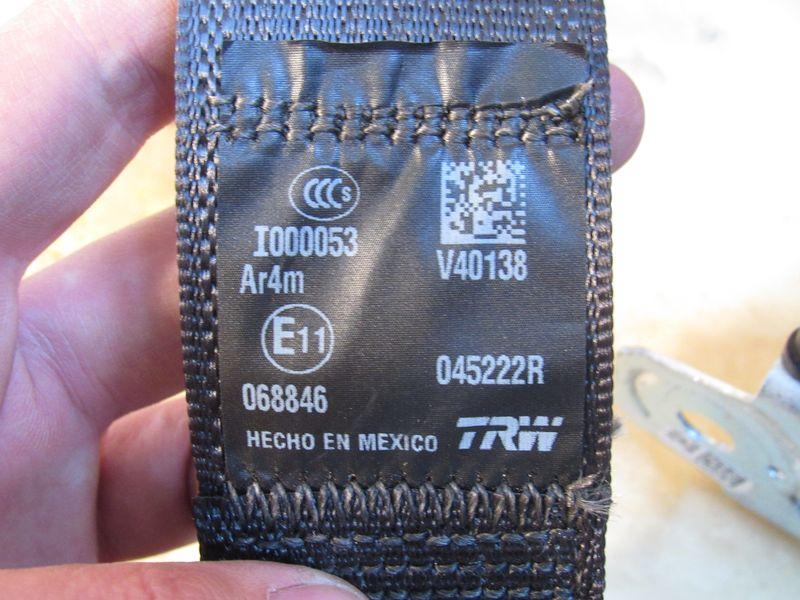 CCC S
I000053
V40138
Ar4m
E11
045222R
068846
HECHO EN MEXICO TRW